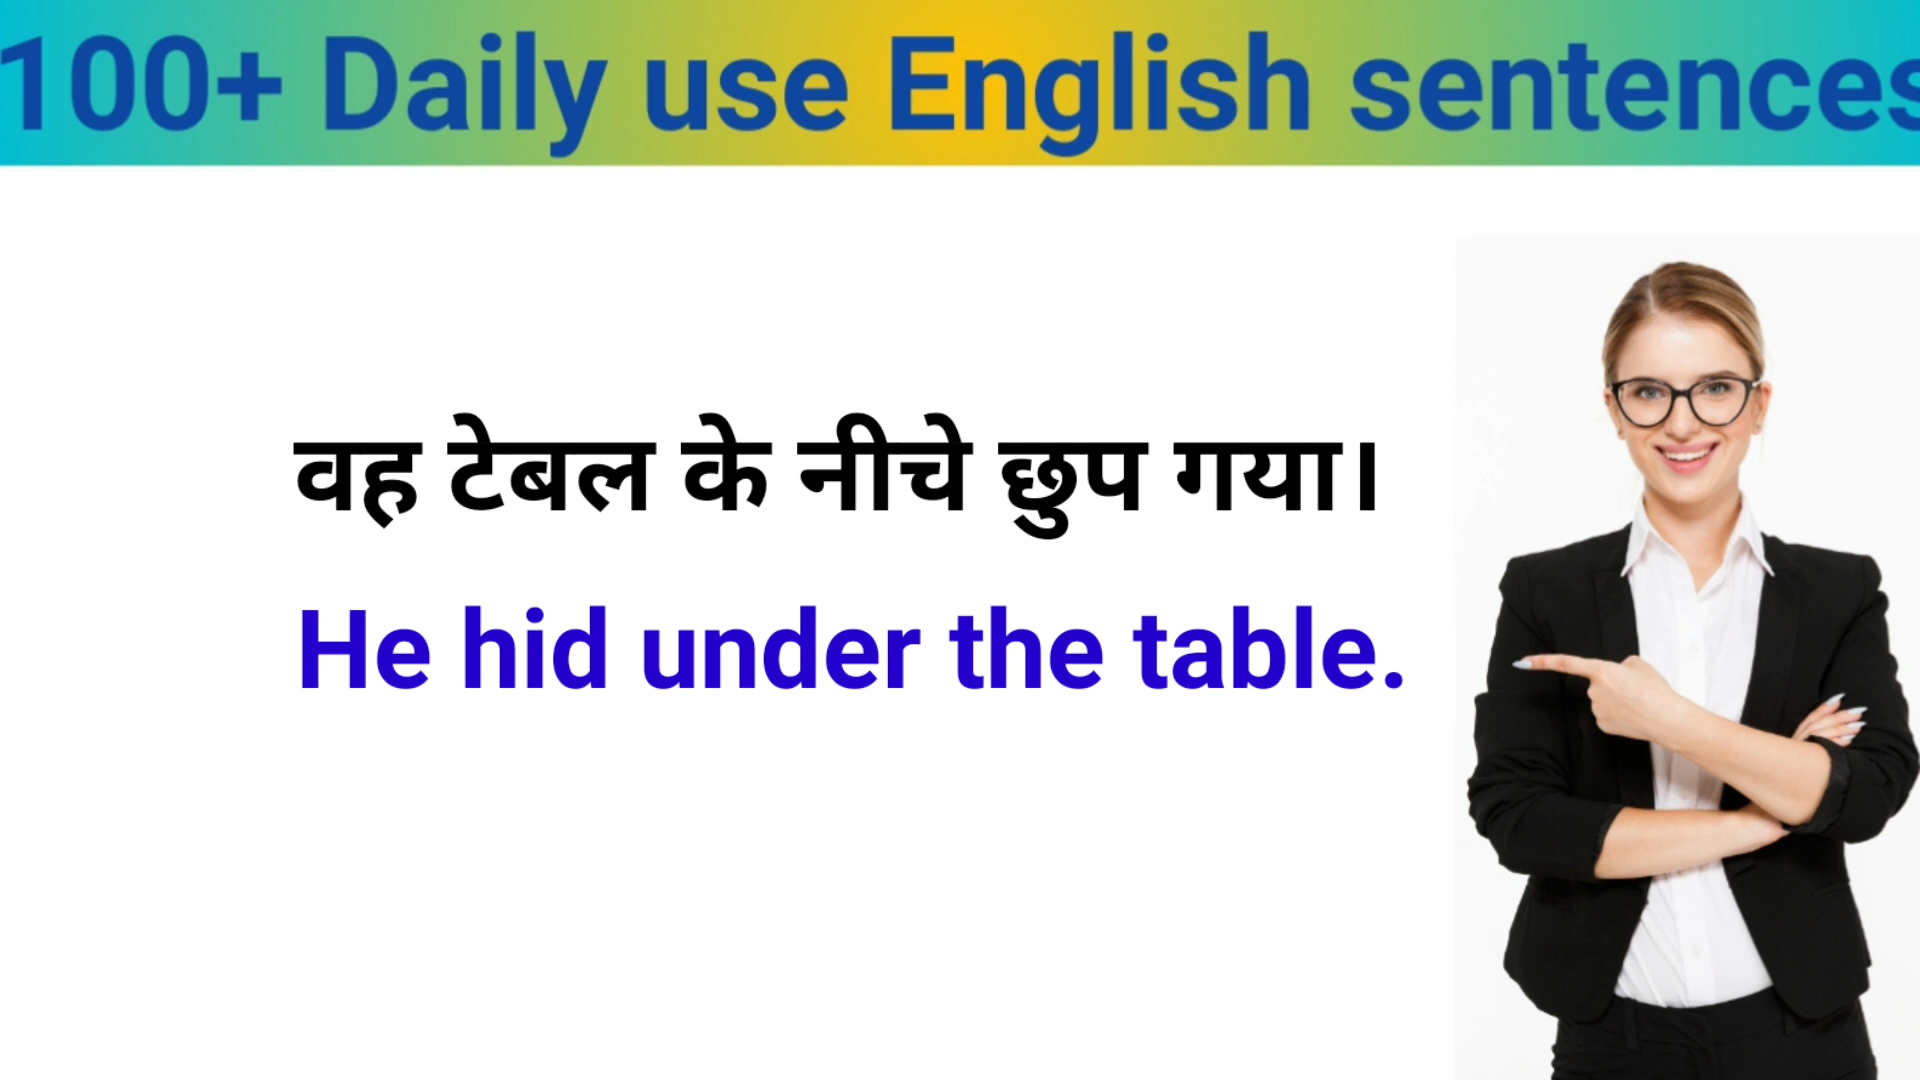 100+ Daily use English sentences
वह टेबल के नीचे छुप गया।
He hid under the table.